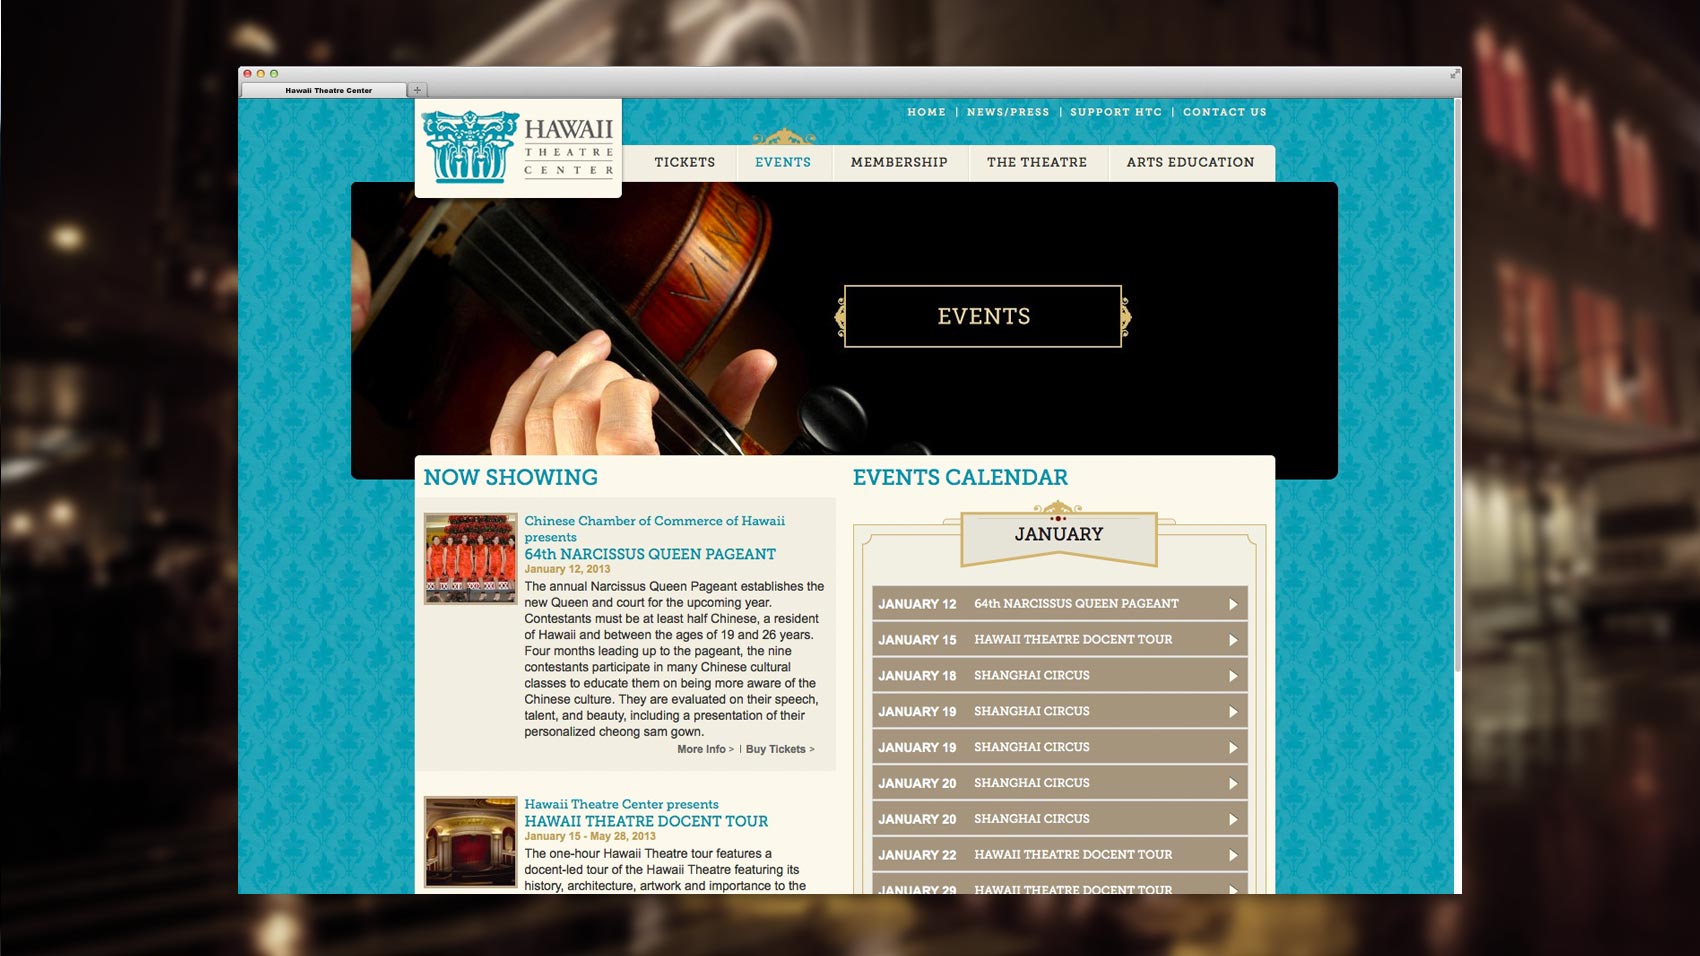 Hawaii Theatre Center
HOME | NEWS/PRESS | SUPPORT HTC | CONTACT US
HAWAII
THEATRE
CENTER
TICKETS
EVENTS
MEMBERSHIP
THE THEATRE
ARTS EDUCATION
VIVA
EVENTS
NOW SHOWING
Chinese Chamber of Commerce of Hawaii
presents
64th NARCISSUS QUEEN PAGEANT
January 12, 2013
The annual Narcissus Queen Pageant establishes the
new Queen and court for the upcoming year.
Contestants must be at least half Chinese, a resident
of Hawaii and between the ages of 19 and 26 years.
Four months leading up to the pageant, the nine
contestants participate in many Chinese cultural
classes to educate them on being more aware of the
Chinese culture. They are evaluated on their speech,
talent, and beauty, including a presentation of their
personalized cheong sam gown.
More Info > | Buy Tickets >
Hawaii Theatre Center presents
HAWAII THEATRE DOCENT TOUR
January 15 - May 28, 2013
The one-hour Hawaii Theatre tour features a
docent-led tour of the Hawaii Theatre featuring its
history, architecture, artwork and importance to the
EVENTS CALENDAR
JANUARY
JANUARY 12 64th NARCISSUS QUEEN PAGEANT
JANUARY 15 HAWAII THEATRE DOCENT TOUR
JANUARY 18 SHANGHAI CIRCUS
JANUARY 19 SHANGHAI CIRCUS
JANUARY 19 SHANGHAI CIRCUS
JANUARY 20 SHANGHAI CIRCUS
JANUARY 20 SHANGHAI CIRCUS
JANUARY 22 HAWAII THEATRE DOCENT TOUR
JANUARY 29 HAWAII THEATRE DOCENT TOUR